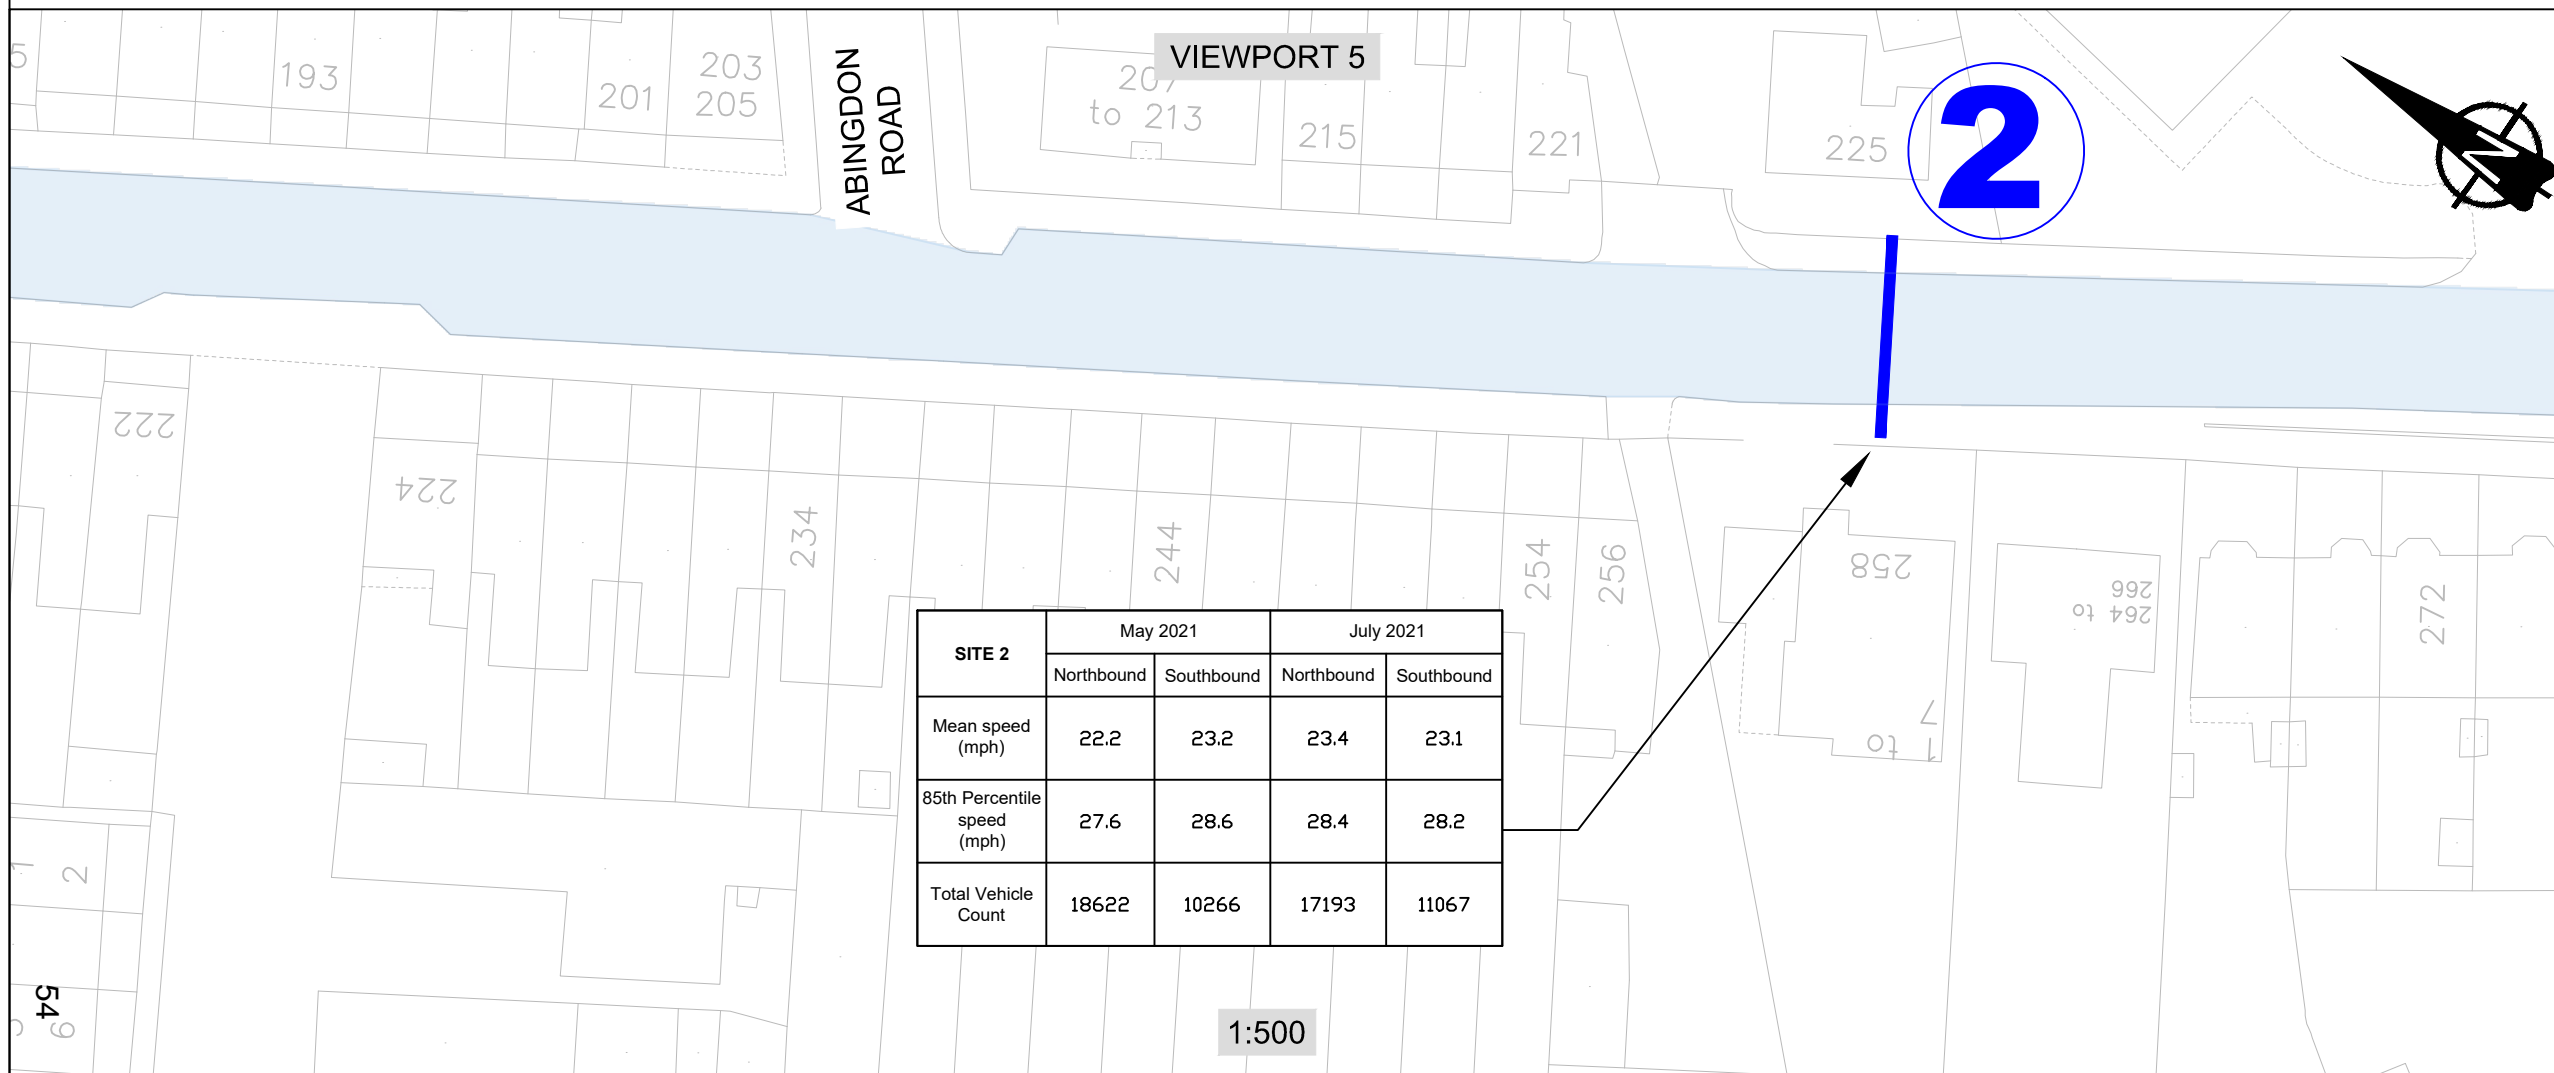 VIEWPORT 5
193
201
203
205
ABINGDON
ROAD
to 213
215
221
225
2
N
222
224
234
244
254
256
258
1 to 7
264 to
266
272
SITE 2
May 2021
July 2021
Northbound
Southbound
Northbound
Southbound
Mean speed
(mph)
22.2
23.2
23.4
23.1
85th Percentile
speed
(mph)
27.6
28.6
28.4
28.2
Total Vehicle
Count
18622
10266
17193
11067
2
54
9
1:500